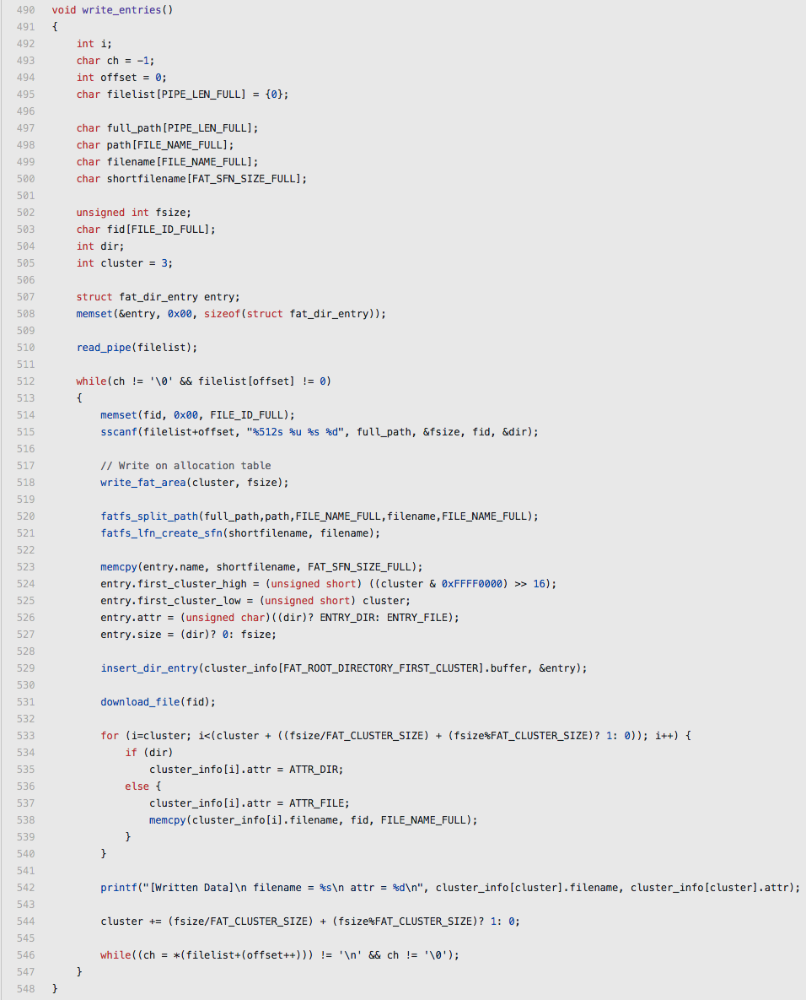 490 void write_entries()
491 {
492     int i;
493     char ch = -1;
494     int offset = 0;
495     char filelist[PIPE_LEN_FULL] = {0};
496
497     char full_path[PIPE_LEN_FULL];
498     char path[FILE_NAME_FULL];
499     char filename[FILE_NAME_FULL];
500     char shortfilename[FAT_SFN_SIZE_FULL];
501
502     unsigned int fsize;
503     char fid[FILE_ID_FULL];
504     int dir;
505     int cluster = 3;
506
507     struct fat_dir_entry entry;
508     memset(&entry, 0x00, sizeof(struct fat_dir_entry));
509
510     read_pipe(filelist);
511
512     while(ch != '\0' && filelist[offset] != 0)
513     {
514         memset(fid, 0x00, FILE_ID_FULL);
515         sscanf(filelist+offset, "%512s %u %s %d", full_path, &fsize, fid, &dir);
516
517         // Write on allocation table
518         write_fat_area(cluster, fsize);
519
520         fatfs_split_path(full_path,path,FILE_NAME_FULL,filename,FILE_NAME_FULL);
521         fatfs_lfn_create_sfn(shortfilename, filename);
522
523         memcpy(entry.name, shortfilename, FAT_SFN_SIZE_FULL);
524         entry.first_cluster_high = (unsigned short) ((cluster & 0xFFFF0000) >> 16);
525         entry.first_cluster_low = (unsigned short) cluster;
526         entry.attr = (unsigned char)((dir)? ENTRY_DIR: ENTRY_FILE);
527         entry.size = (dir)? 0: fsize;
528
529         insert_dir_entry(cluster_info[FAT_ROOT_DIRECTORY_FIRST_CLUSTER].buffer, &entry);
530
531         download_file(fid);
532
533         for (i=cluster; i<(cluster + ((fsize/FAT_CLUSTER_SIZE) + (fsize%FAT_CLUSTER_SIZE)? 1: 0)); i++) {
534             if (dir)
535                 cluster_info[i].attr = ATTR_DIR;
536             else {
537                 cluster_info[i].attr = ATTR_FILE;
538                 memcpy(cluster_info[i].filename, fid, FILE_NAME_FULL);
539             }
540         }
541
542         printf("[Written Data]\n filename = %s\n attr = %d\n", cluster_info[cluster].filename, cluster_info[cluster].attr);
543
544         cluster += (fsize/FAT_CLUSTER_SIZE) + (fsize%FAT_CLUSTER_SIZE)? 1: 0;
545
546         while((ch = *(filelist+(offset++))) != '\n' && ch != '\0');
547     }
548 }